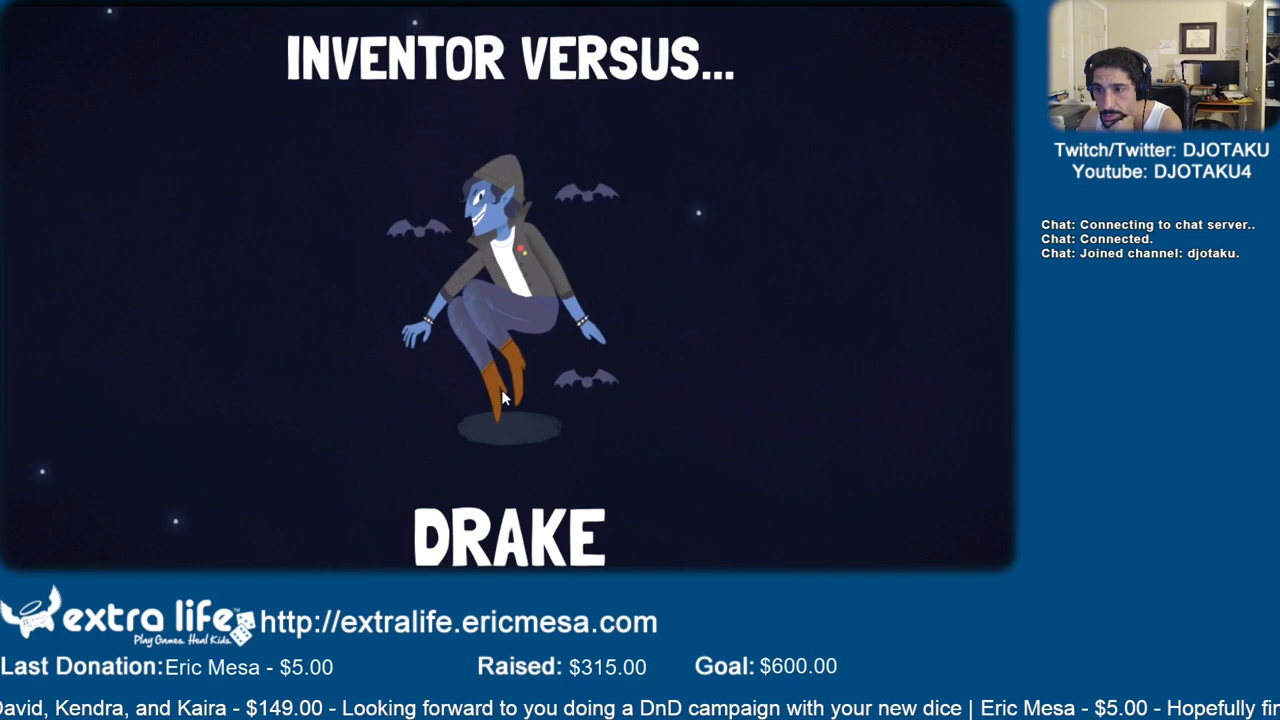 INVENTOR VERSUS...
DRAKE
Twitch/Twitter: DJOTAKU
Youtube: DJOTAKU4
Chat: Connecting to chat server..
Chat: Connected.
Chat: Joined channel: djotaku.
extra life
Play Games. Heal Kids.
http://extralife.ericmesa.com
Last Donation: Eric Mesa - $5.00
Raised: $315.00
Goal: $600.00
David, Kendra, and Kaira - $149.00 - Looking forward to you doing a DnD campaign with your new dice | Eric Mesa - $5.00 - Hopefully fir